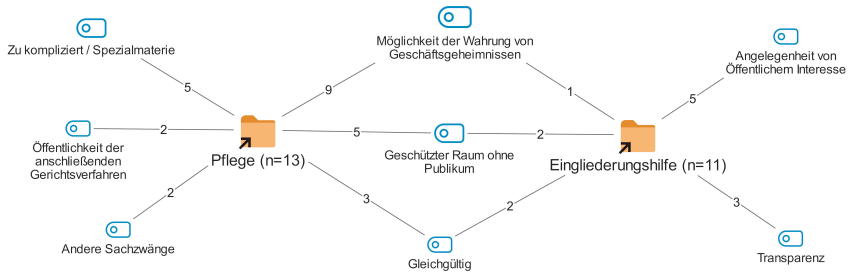 Zu kompliziert / Spezialmaterie
Möglichkeit der Wahrung von
Geschäftsgeheimnissen
Angelegenheit von
Öffentlichem Interesse
5
9
1
5
Öffentlichkeit der
anschließenden
Gerichtsverfahren
2
Pflege (n=13)
5
Geschützter Raum ohne
Publikum
2
Eingliederungshilfe (n=11)
2
3
2
3
Andere Sachzwänge
Gleichgültig
Transparenz